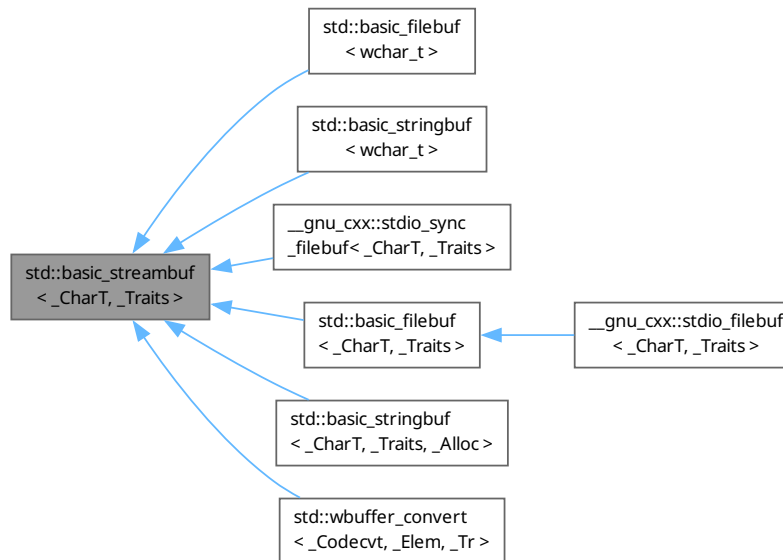 std::basic_filebuf
< wchar_t >
std::basic_stringbuf
< wchar_t >
__gnu_cxx::stdio_sync
_filebuf< _CharT, _Traits >
std::basic_streambuf
< _CharT, _Traits >
std::basic_filebuf
< _CharT, _Traits >
__gnu_cxx::stdio_filebuf
< _CharT, _Traits >
std::basic_stringbuf
< _CharT, _Traits, _Alloc >
std::wbuffer_convert
< _Codecvt, _Elem, _Tr >